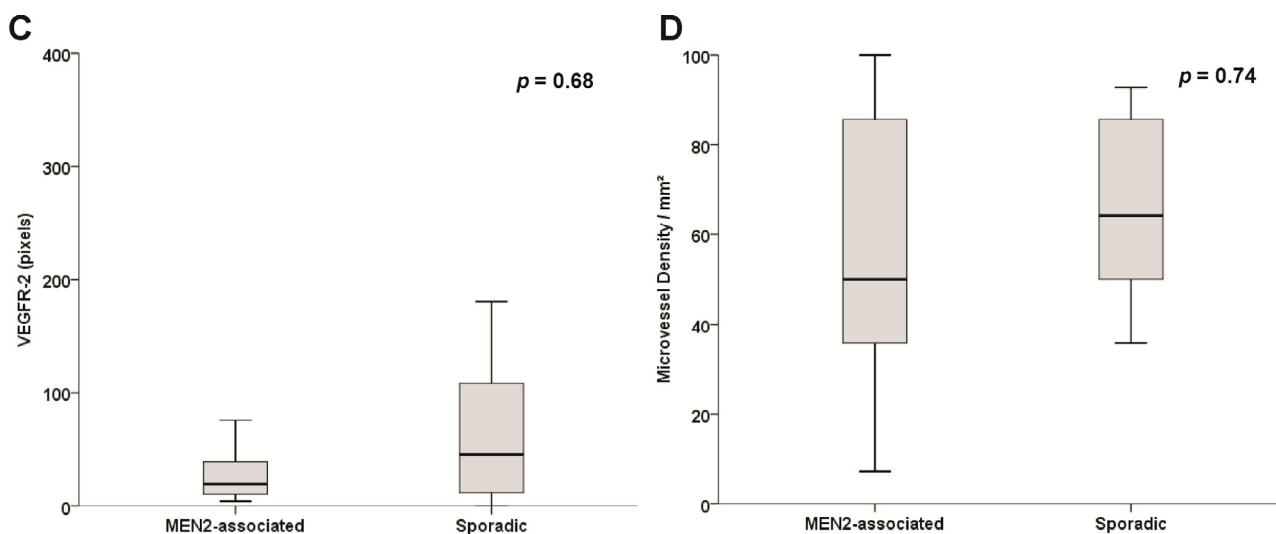 C
400
300
200
100
0
VEGFR-2 (pixels)
p = 0.68
MEN2-associated
Sporadic
D
100
80
60
40
20
0
Microvessel Density / mm²
p = 0.74
MEN2-associated
Sporadic